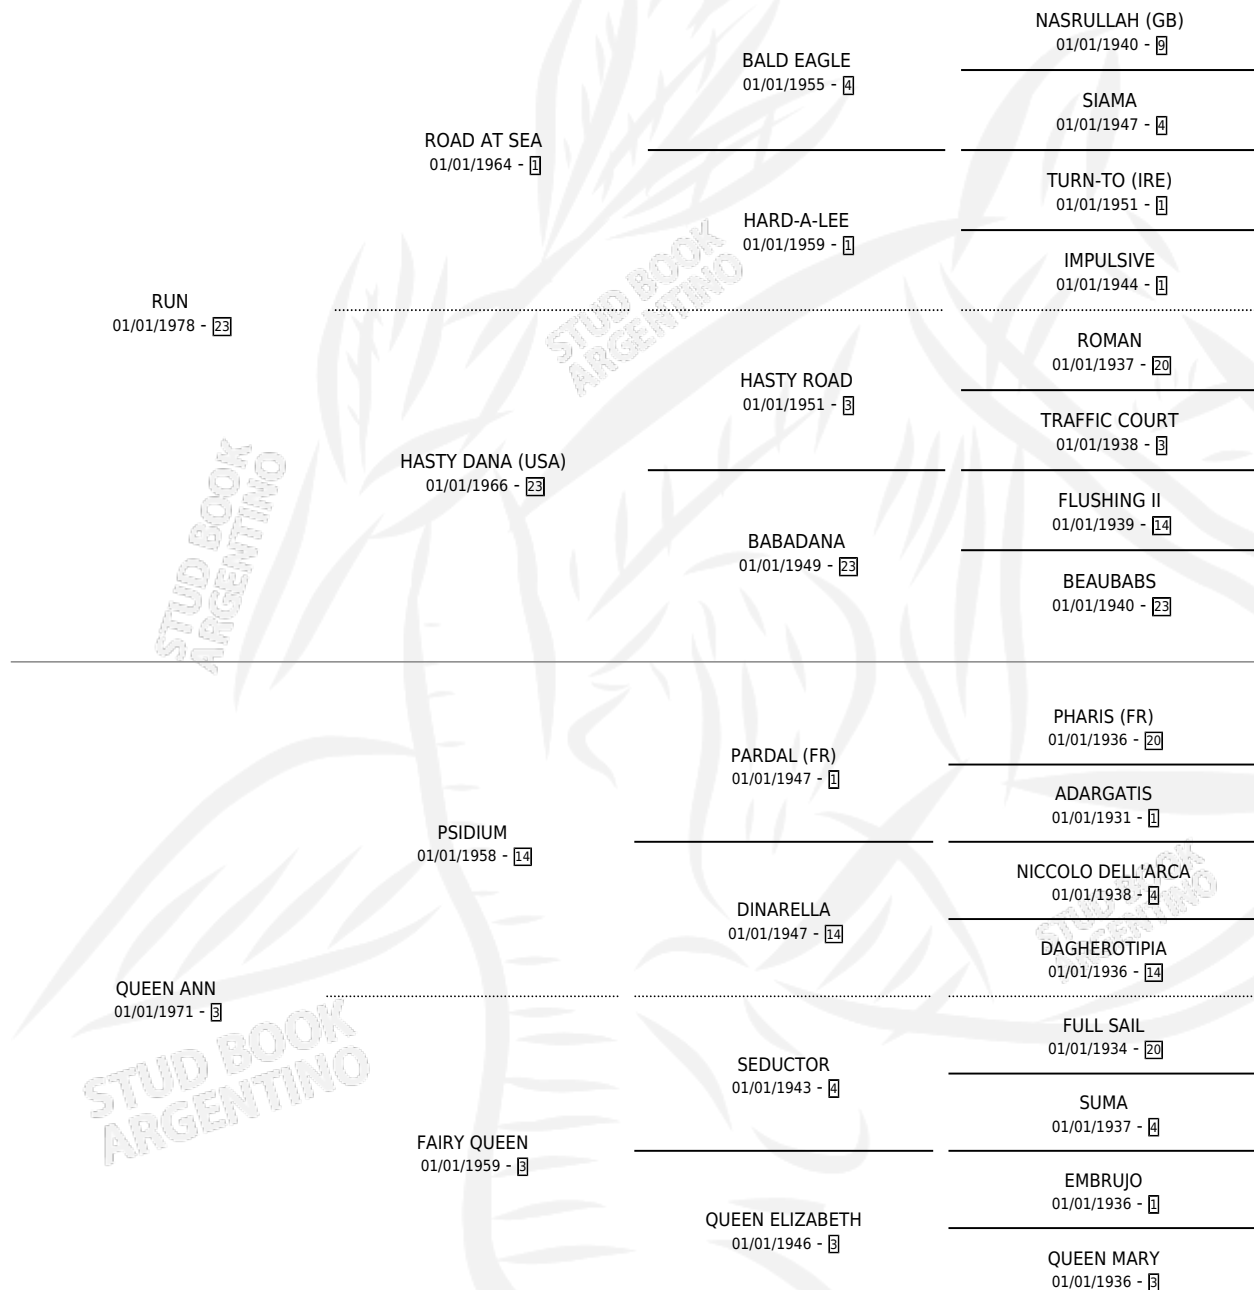 NASRULLAH (GB)
01/01/1940 - 9
BALD EAGLE
01/01/1955 - 4
SIAMA
01/01/1947 - 4
ROAD AT SEA
01/01/1964 - 1
TURN-TO (IRE)
01/01/1951 - 1
HARD-A-LEE
01/01/1959 - 1
IMPULSIVE
01/01/1944 - 1
RUN
01/01/1978 - 23
ROMAN
01/01/1937 - 20
HASTY ROAD
01/01/1951 - 3
TRAFFIC COURT
01/01/1938 - 3
HASTY DANA (USA)
01/01/1966 - 23
FLUSHING II
01/01/1939 - 14
BABADANA
01/01/1949 - 23
BEAUBABS
01/01/1940 - 23
PHARIS (FR)
01/01/1936 - 20
PARDAL (FR)
01/01/1947 - 1
ADARGATIS
01/01/1931 - 1
PSIDIUM
01/01/1958 - 14
NICCOLO DELL'ARCA
01/01/1938 - 4
DINARELLA
01/01/1947 - 14
DAGHEROTIPIA
01/01/1936 - 14
QUEEN ANN
01/01/1971 - 3
FULL SAIL
01/01/1934 - 20
SEDUCTOR
01/01/1943 - 4
SUMA
01/01/1937 - 4
FAIRY QUEEN
01/01/1959 - 3
EMBRUJO
01/01/1936 - 1
QUEEN ELIZABETH
01/01/1946 - 3
QUEEN MARY
01/01/1936 - 3
STUD BOOK
ARGENTINO
STUD BOOK
ARGENTINO
STUD BOOK
ARGENTINO
STUD BOOK
ARGENTINO